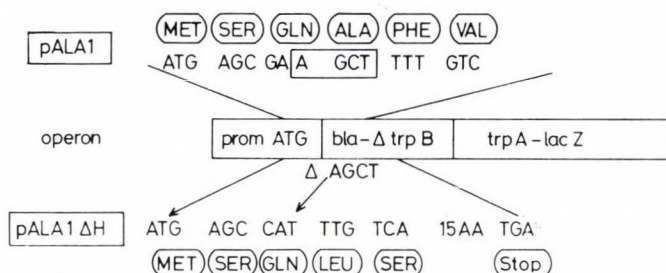 MET SER GLN ALA PHE VAL
pALA1
ATG AGC GA A GCT TTT GTC
operon prom ATG bla-Δ trp B trp A-lac Z
Δ AGCT
pALA1 ΔH ATG AGC CAT TTG TCA 15AA TGA
MET SER GLN LEU SER Stop